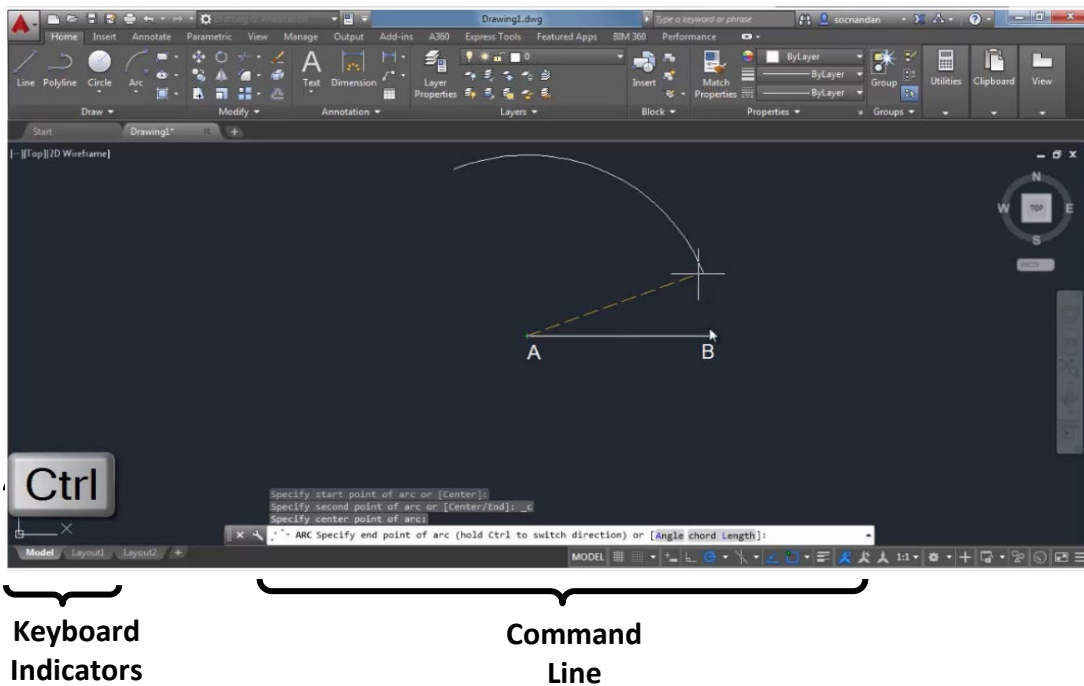 Drawing1.dwg
Type a keyword or phrase
socnandan
Home Insert Annotate Parametric View Manage Output Add-ins A360 Express Tools Featured Apps BIM 360 Performance
Line Polyline Circle Arc
Text Dimension
Layer Properties
0
Insert
Match Properties
ByLayer
ByLayer
ByLayer
Group
Utilities Clipboard View
Draw Modify Annotation Layers Block Properties Groups
Start Drawing1*
[-][Top][2D Wireframe]
N
W TOP E
S
WCS
A B
Ctrl
X
Specify start point of arc or [Center]:
Specify second point of arc or [Center/End]: _c
Specify center point of arc:
ARC Specify end point of arc (hold Ctrl to switch direction) or [Angle chord Length]:
Model Layout1 Layout2 +
MODEL 1:1
Keyboard
Indicators
Command
Line